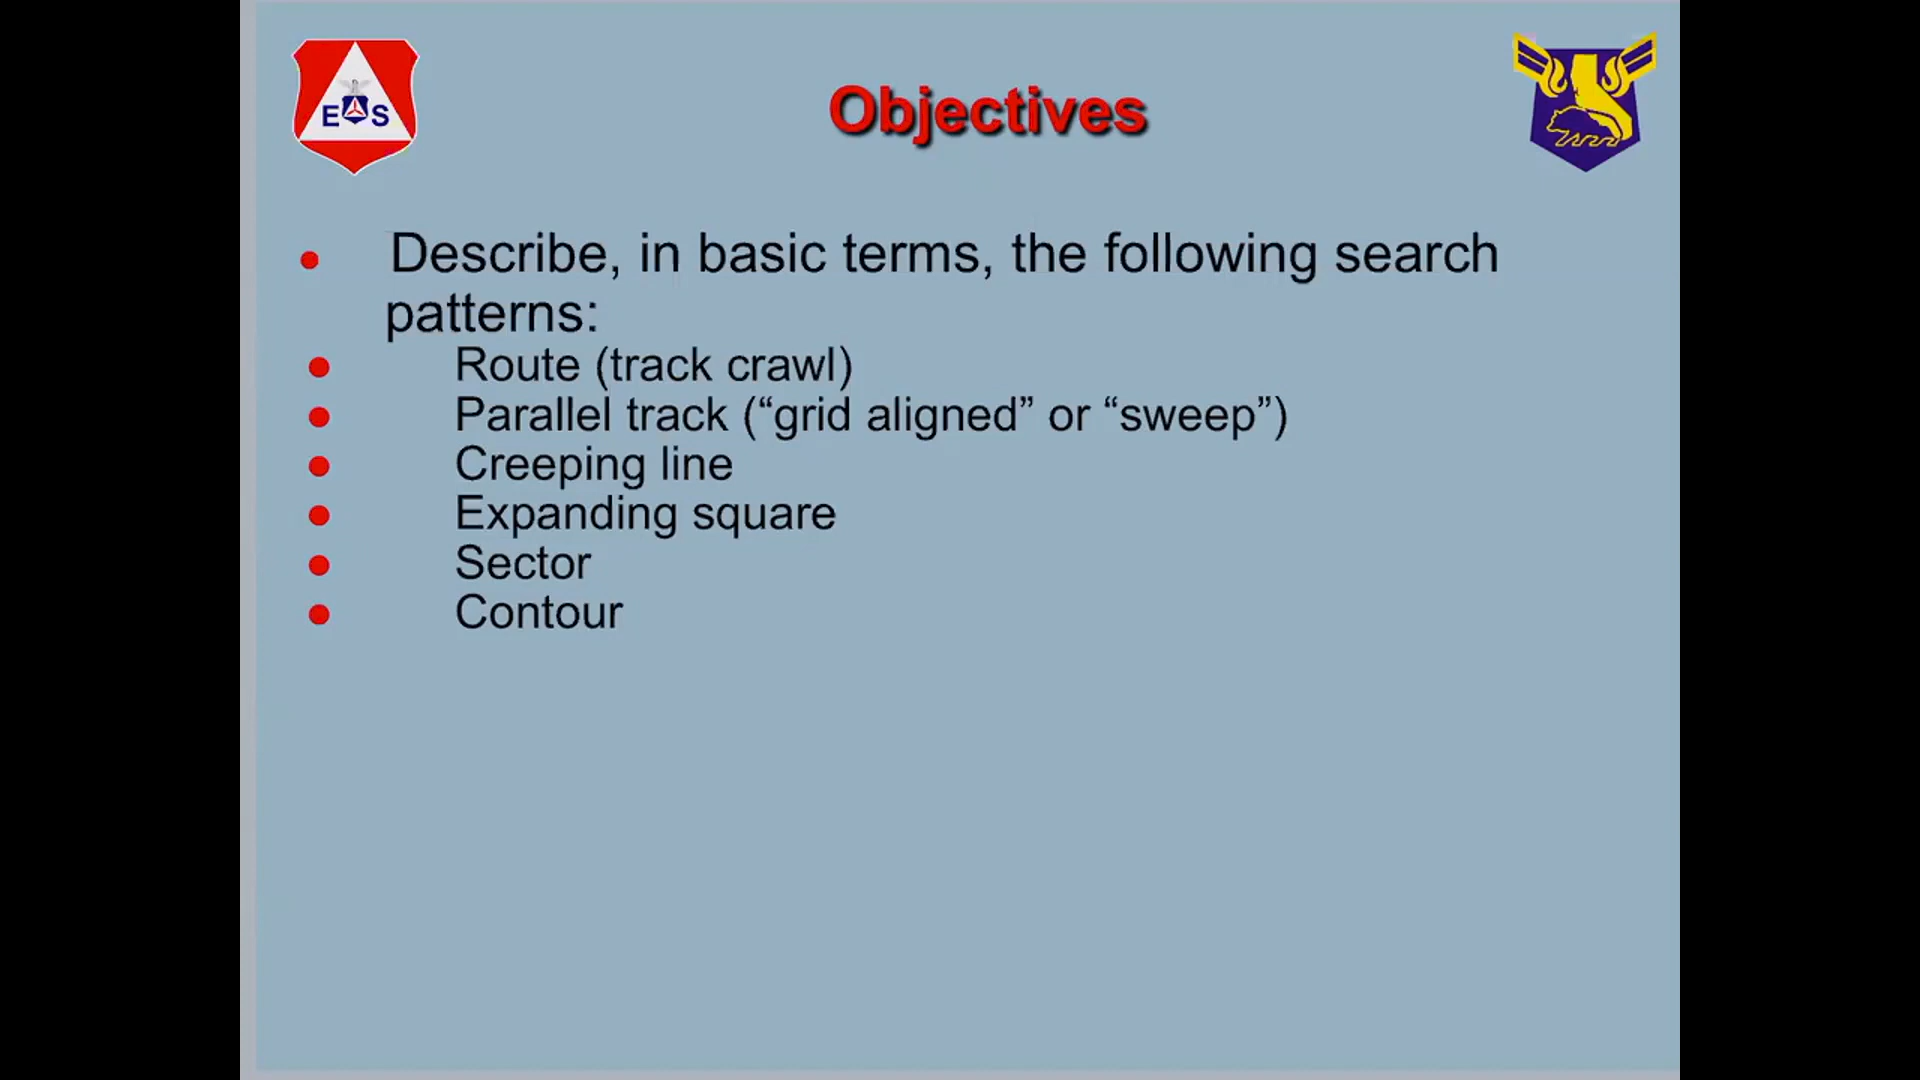 E S
Objectives
Describe, in basic terms, the following search
patterns:
Route (track crawl)
Parallel track (“grid aligned” or “sweep”)
Creeping line
Expanding square
Sector
Contour